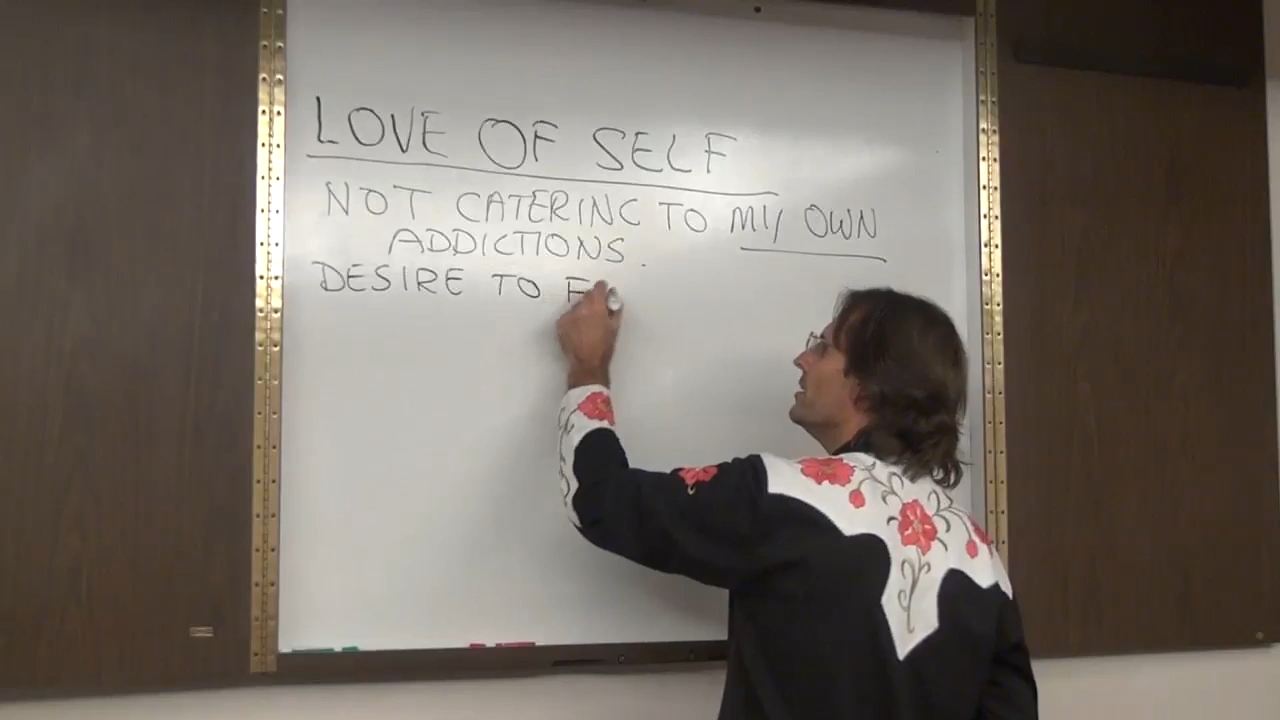 LOVE OF SELF
NOT CATERING TO MY OWN
ADDICTIONS.
DESIRE TO F